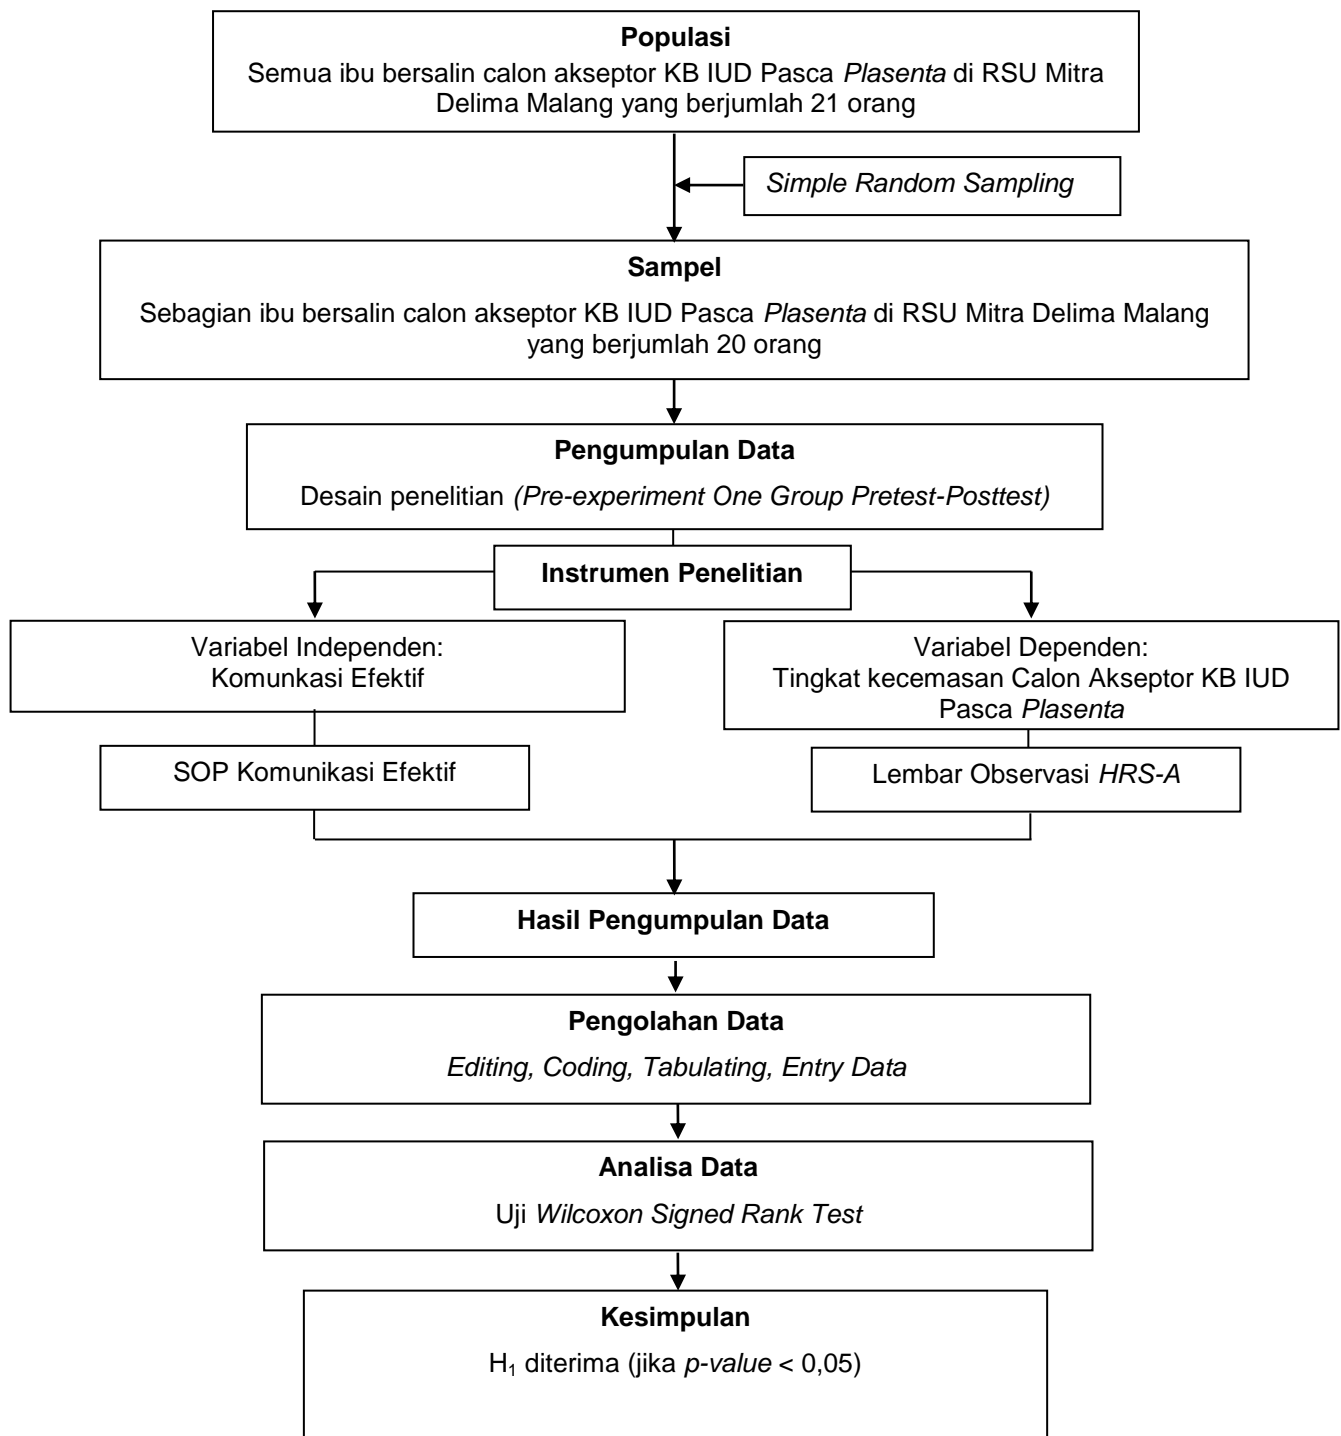 Populasi
Semua ibu bersalin calon akseptor KB IUD Pasca Plasenta di RSU Mitra
Delima Malang yang berjumlah 21 orang
Simple Random Sampling
Sampel
Sebagian ibu bersalin calon akseptor KB IUD Pasca Plasenta di RSU Mitra Delima Malang
yang berjumlah 20 orang
Pengumpulan Data
Desain penelitian (Pre-experiment One Group Pretest-Posttest)
Instrumen Penelitian
Variabel Independen:
Komunkasi Efektif
Variabel Dependen:
Tingkat kecemasan Calon Akseptor KB IUD
Pasca Plasenta
SOP Komunikasi Efektif
Lembar Observasi HRS-A
Hasil Pengumpulan Data
Pengolahan Data
Editing, Coding, Tabulating, Entry Data
Analisa Data
Uji Wilcoxon Signed Rank Test
Kesimpulan
H₁ diterima (jika p-value < 0,05)